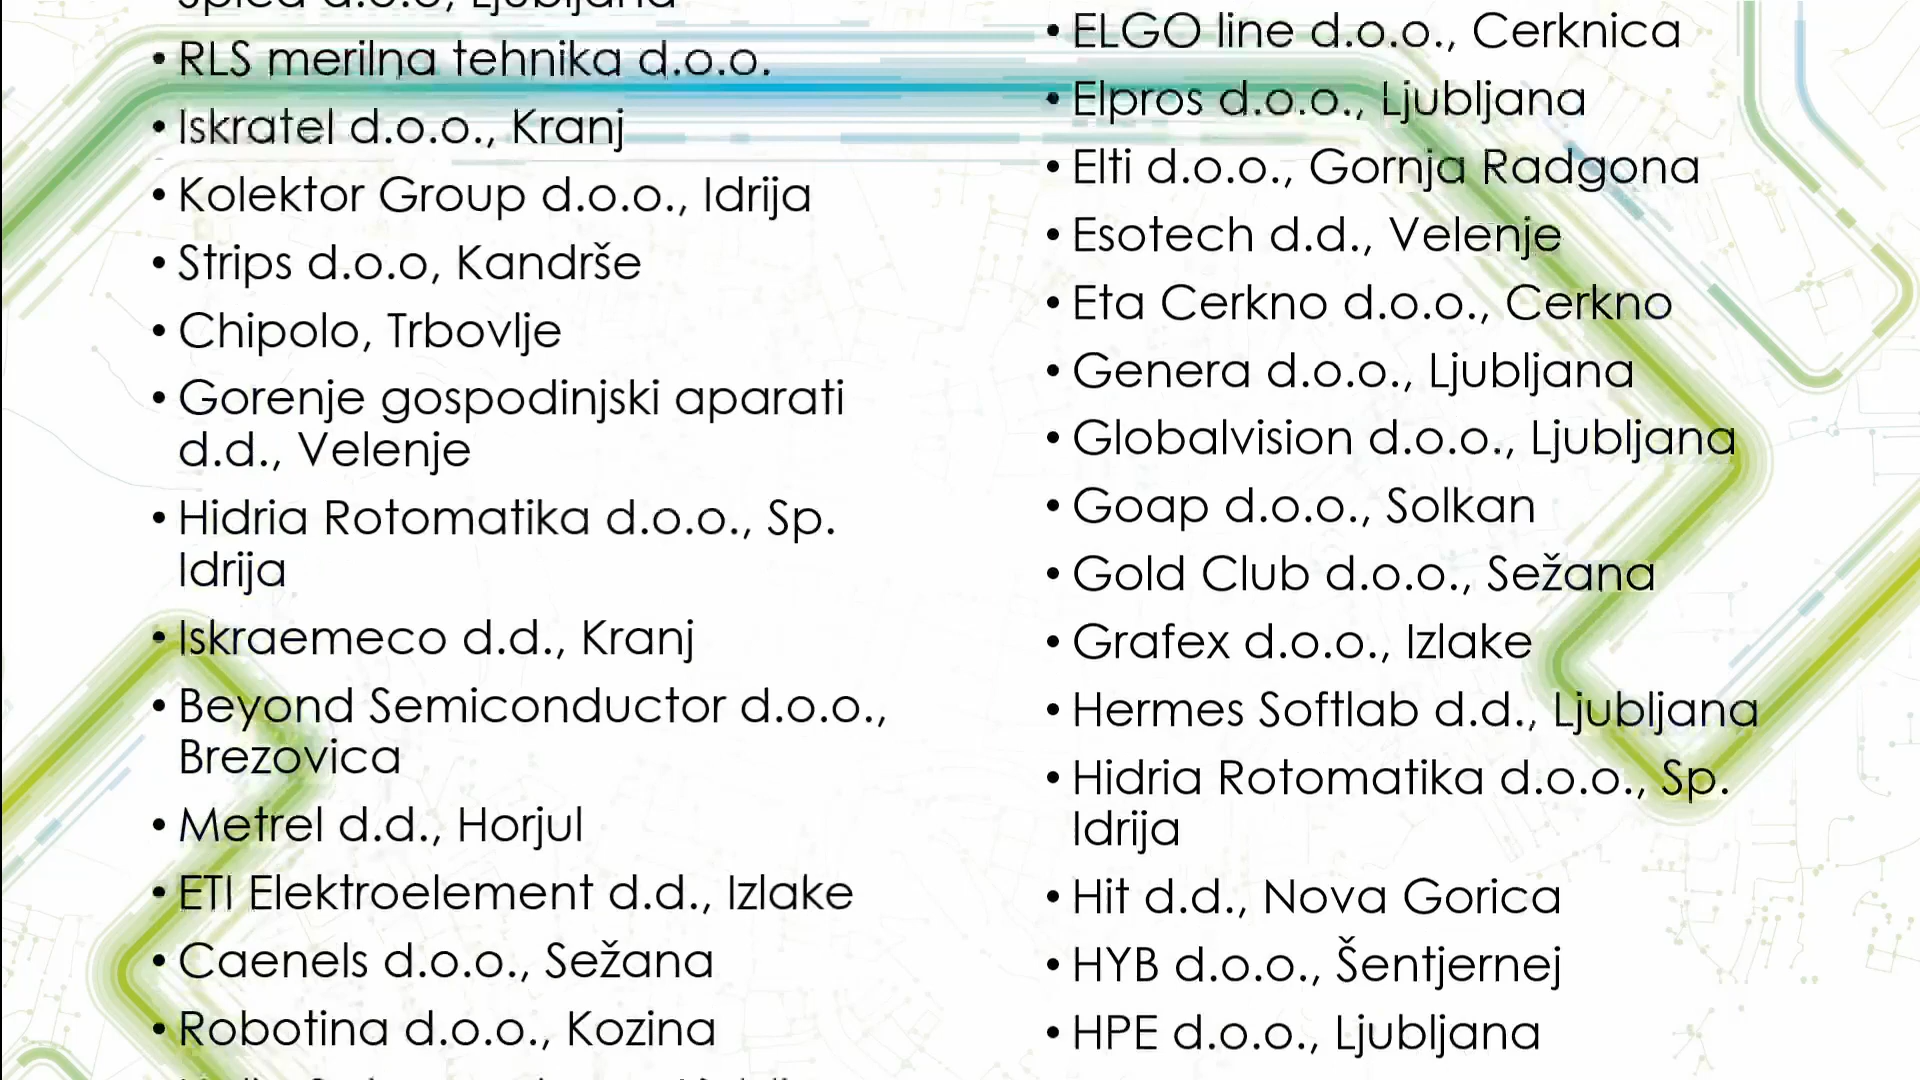 Spica d.o.o, Ljubljana
• RLS merilna tehnika d.o.o.
• Iskratel d.o.o., Kranj
• Kolektor Group d.o.o., Idrija
• Strips d.o.o, Kandrše
• Chipolo, Trbovlje
• Gorenje gospodinjski aparati
d.d., Velenje
• Hidria Rotomatika d.o.o., Sp.
Idrija
• Iskraemeco d.d., Kranj
• Beyond Semiconductor d.o.o.,
Brezovica
• Metrel d.d., Horjul
• ETI Elektroelement d.d., Izlake
• Caenels d.o.o., Sežana
• Robotina d.o.o., Kozina
• ELGO line d.o.o., Cerknica
• Elpros d.o.o., Ljubljana
• Elti d.o.o., Gornja Radgona
• Esotech d.d., Velenje
• Eta Cerkno d.o.o., Cerkno
• Genera d.o.o., Ljubljana
• Globalvision d.o.o., Ljubljana
• Goap d.o.o., Solkan
• Gold Club d.o.o., Sežana
• Grafex d.o.o., Izlake
• Hermes Softlab d.d., Ljubljana
• Hidria Rotomatika d.o.o., Sp.
Idrija
• Hit d.d., Nova Gorica
• HYB d.o.o., Šentjernej
• HPE d.o.o., Ljubljana